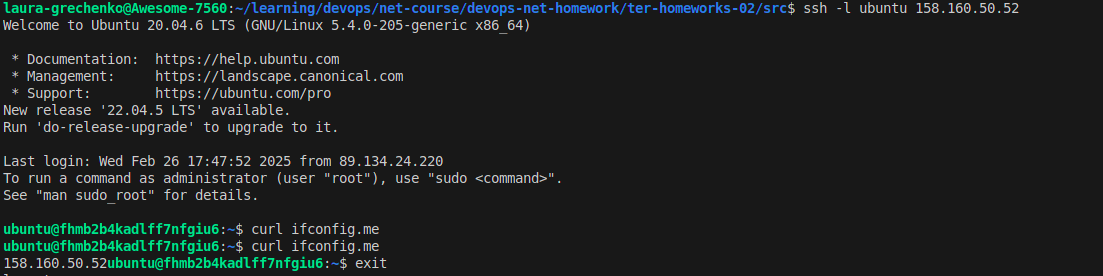 laura-grechenko@Awesome-7560:~/learning/devops/net-course/devops-net-homework/ter-homeworks-02/src$ ssh -l ubuntu 158.160.50.52
Welcome to Ubuntu 20.04.6 LTS (GNU/Linux 5.4.0-205-generic x86_64)

 * Documentation:  https://help.ubuntu.com
 * Management:     https://landscape.canonical.com
 * Support:        https://ubuntu.com/pro
New release '22.04.5 LTS' available.
Run 'do-release-upgrade' to upgrade to it.

Last login: Wed Feb 26 17:47:52 2025 from 89.134.24.220
To run a command as administrator (user "root"), use "sudo <command>".
See "man sudo_root" for details.

ubuntu@fhmb2b4kadlff7nfgiu6:~$ curl ifconfig.me
ubuntu@fhmb2b4kadlff7nfgiu6:~$ curl ifconfig.me
158.160.50.52ubuntu@fhmb2b4kadlff7nfgiu6:~$ exit